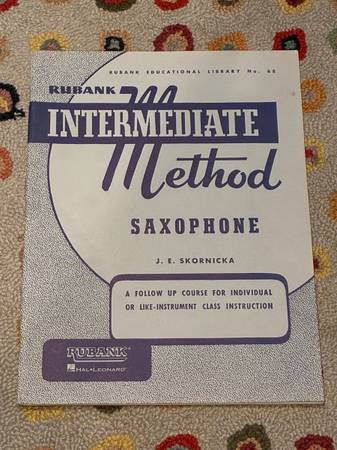 RUBANK EDUCATIONAL LIBRARY No. 68
RUBANK
INTERMEDIATE
Method
SAXOPHONE
J. E. SKORNICKA
A FOLLOW UP COURSE FOR INDIVIDUAL
OR LIKE-INSTRUMENT CLASS INSTRUCTION
RUBANK
HAL•LEONARD